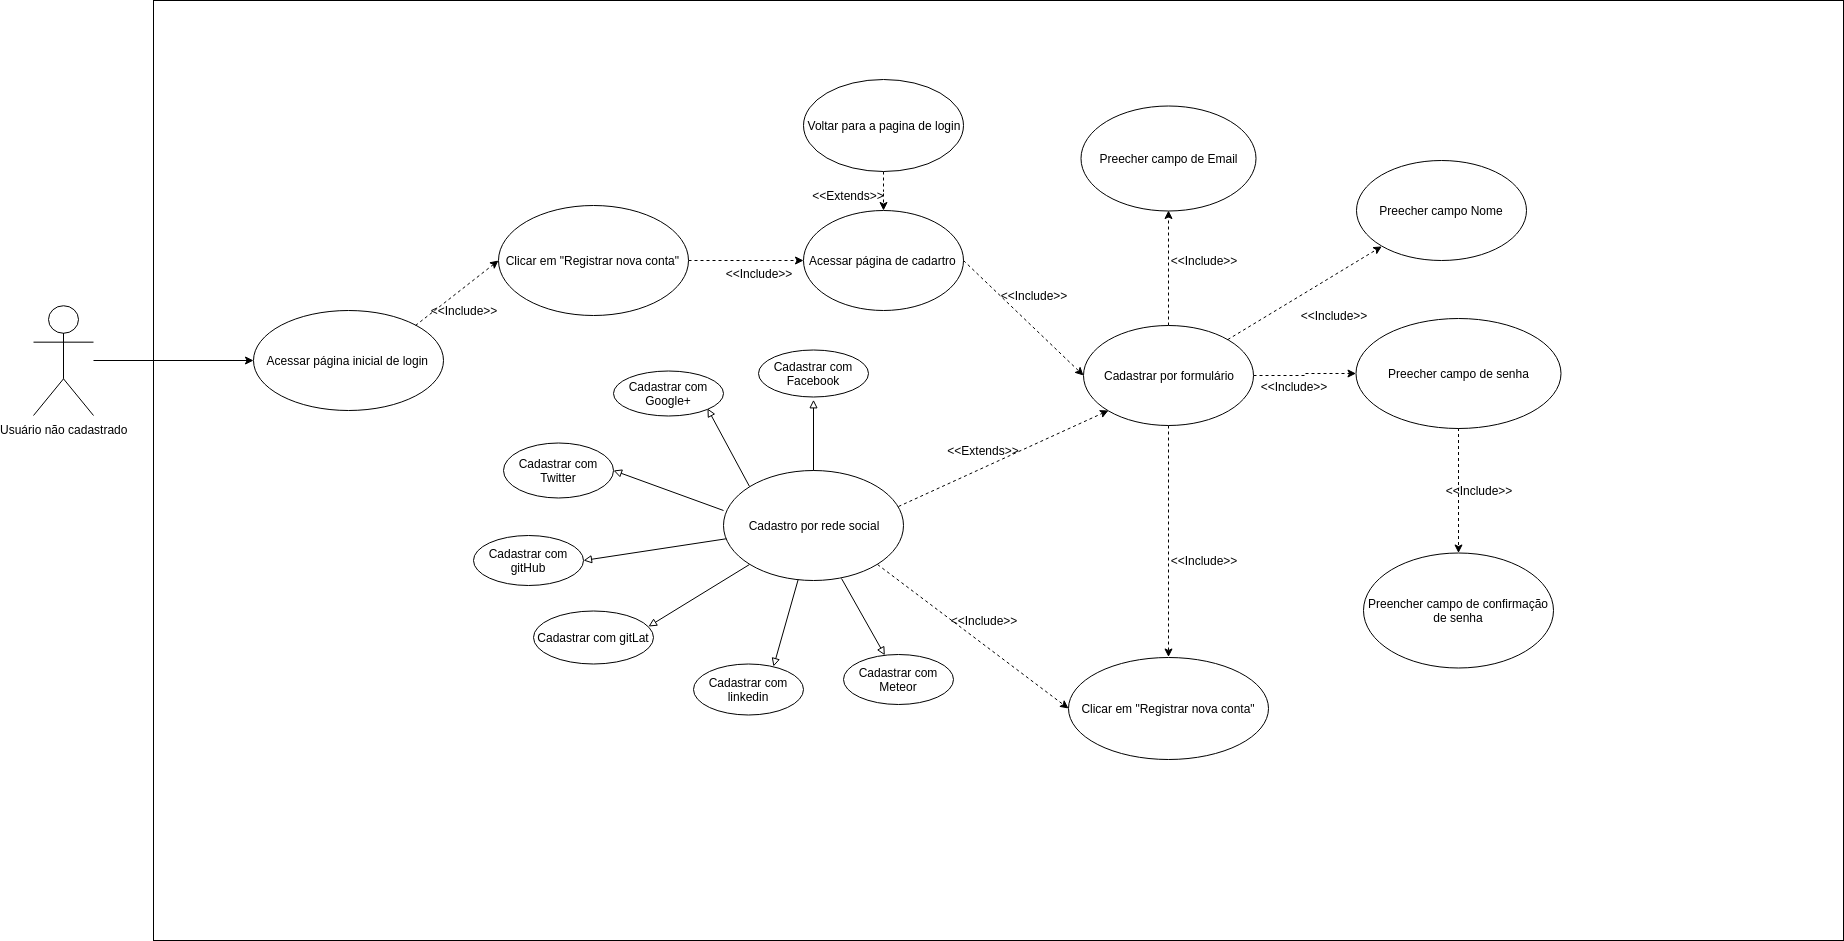 Voltar para a pagina de login
Preecher campo de Email
<<Extends>>
Preecher campo Nome
Clicar em "Registrar nova conta"
<<Include>>
Acessar página de cadartro
<<Include>>
<<Include>>
<<Include>>
<<Include>>
Usuário não cadastrado
Acessar página inicial de login
Cadastrar com
Facebook
Cadastrar com
Google+
Cadastrar por formulário
<<Include>>
Preecher campo de senha
<<Extends>>
Cadastrar com
Twitter
<<Include>>
Cadastro por rede social
Cadastrar com
gitHub
<<Include>>
Preencher campo de confirmação
de senha
Cadastrar com gitLat
<<Include>>
Cadastrar com
linkedin
Cadastrar com
Meteor
Clicar em "Registrar nova conta"